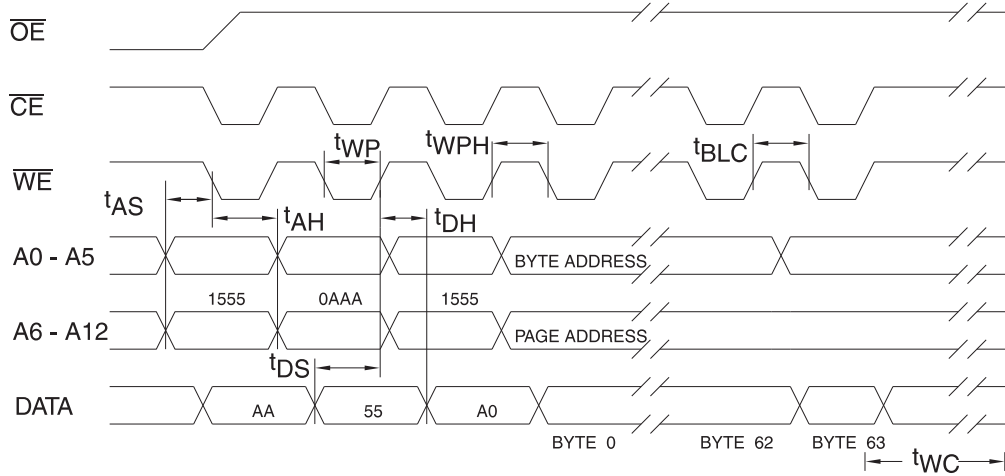 OE
CE
tWP
tWPH
tBLC
WE
tAS
tAH
tDH
A0 - A5
BYTE ADDRESS
1555
0AAA
1555
A6 - A12
PAGE ADDRESS
tDS
DATA
AA
55
A0
BYTE 0
BYTE 62
BYTE 63
tWC